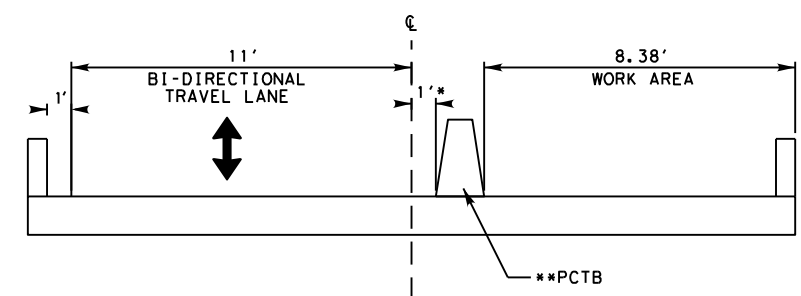 ℄
11'
BI-DIRECTIONAL
TRAVEL LANE
8.38'
WORK AREA
1'
1'*
**PCTB